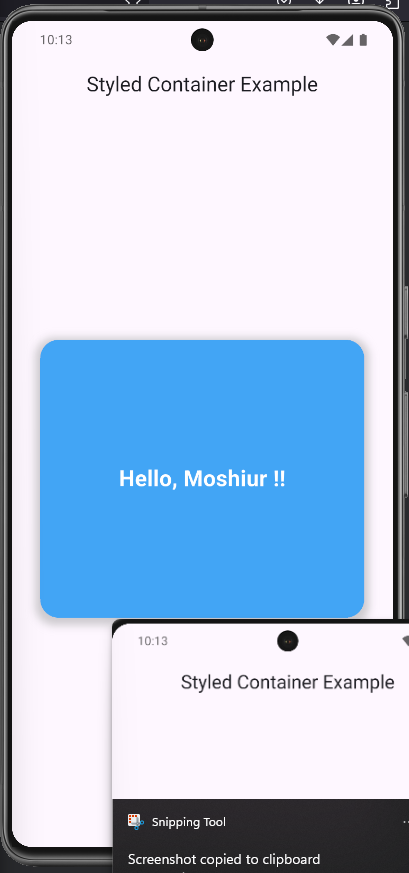 10:13
Styled Container Example
Hello, Moshiur !!
10:13
Styled Container Example
Snipping Tool
Screenshot copied to clipboard